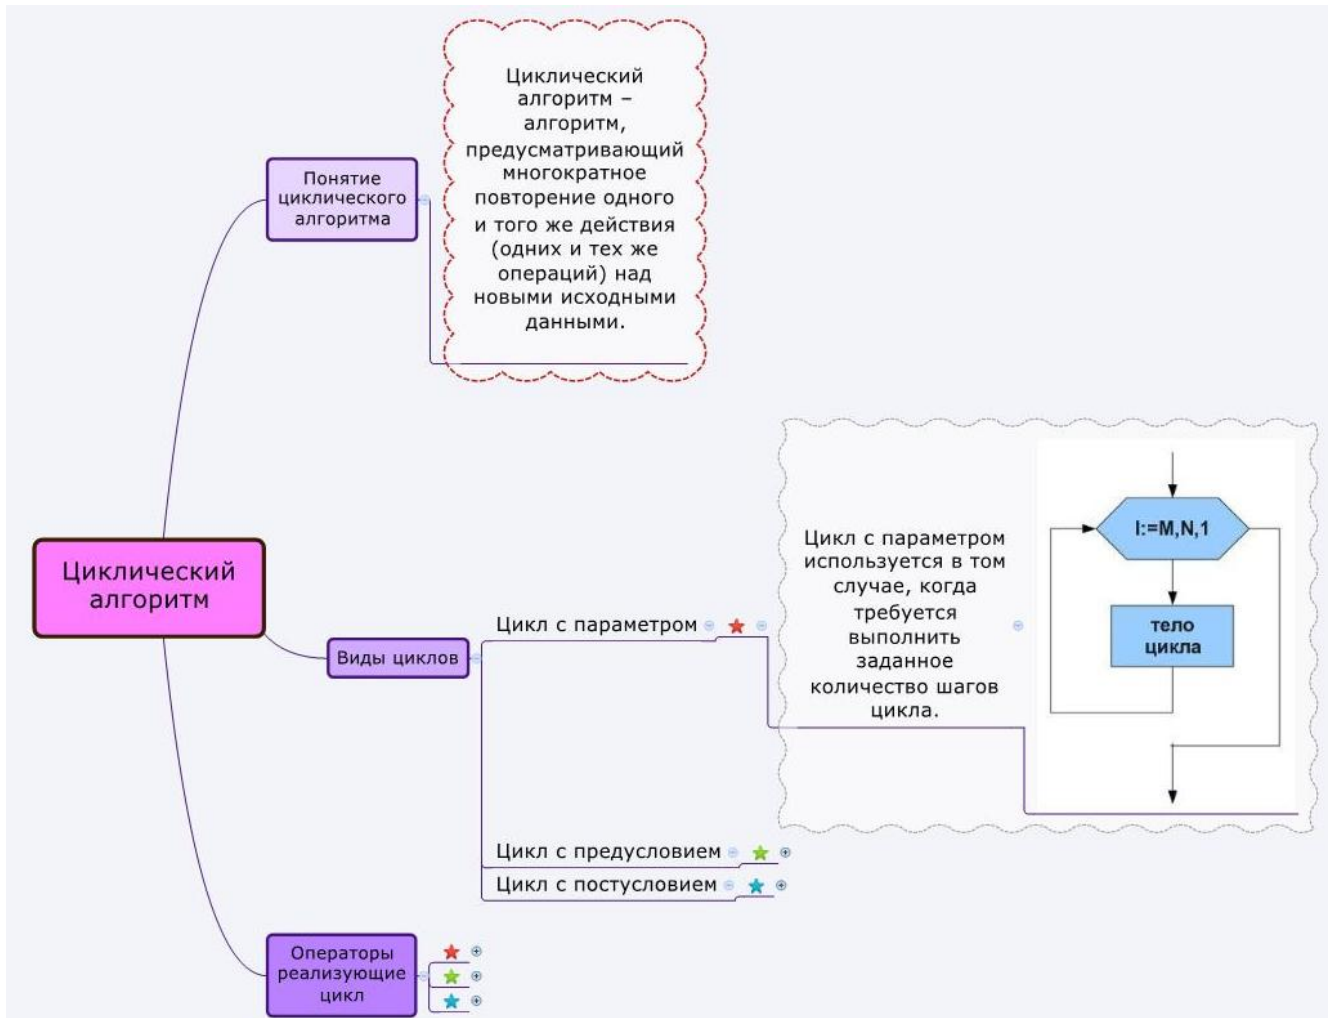 Циклический
алгоритм –
алгоритм,
предусматривающий
многократное
повторение одного
и того же действия
(одних и тех же
операций) над
новыми исходными
данными.
Понятие
циклического
алгоритма
Циклический
алгоритм
Виды циклов
Цикл с параметром
Цикл с параметром
используется в том
случае, когда
требуется
выполнить
заданное
количество шагов
цикла.
I:=M,N,1
тело
цикла
Цикл с предусловием
Цикл с постусловием
Операторы
реализующие
цикл